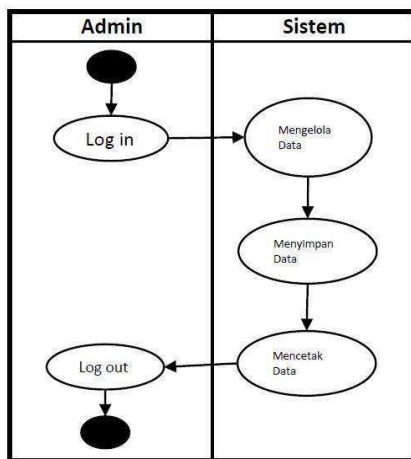 Admin
Sistem
Log in
Mengelola
Data
Menyimpan
Data
Mencetak
Data
Log out